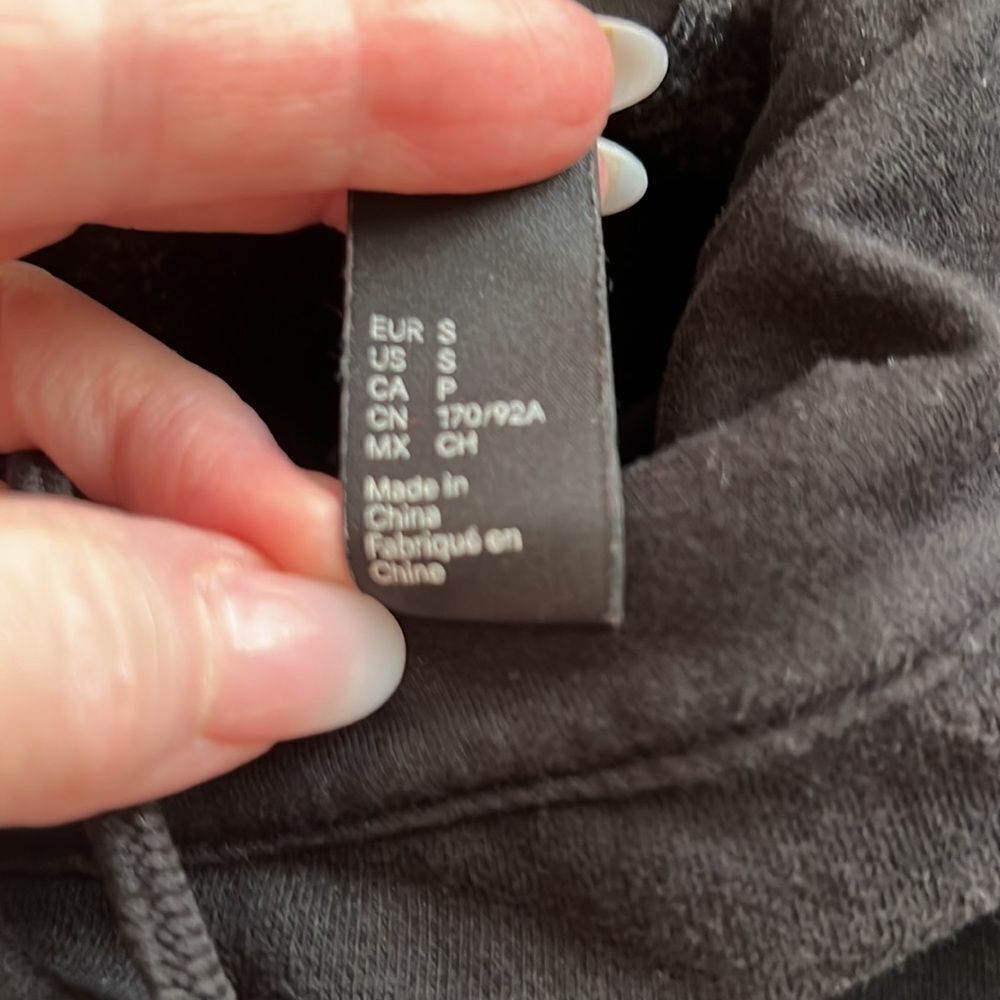 EUR S
US S
CA P
CN 170/92A
MX CH
Made in
China
Fabriqué en
Chine